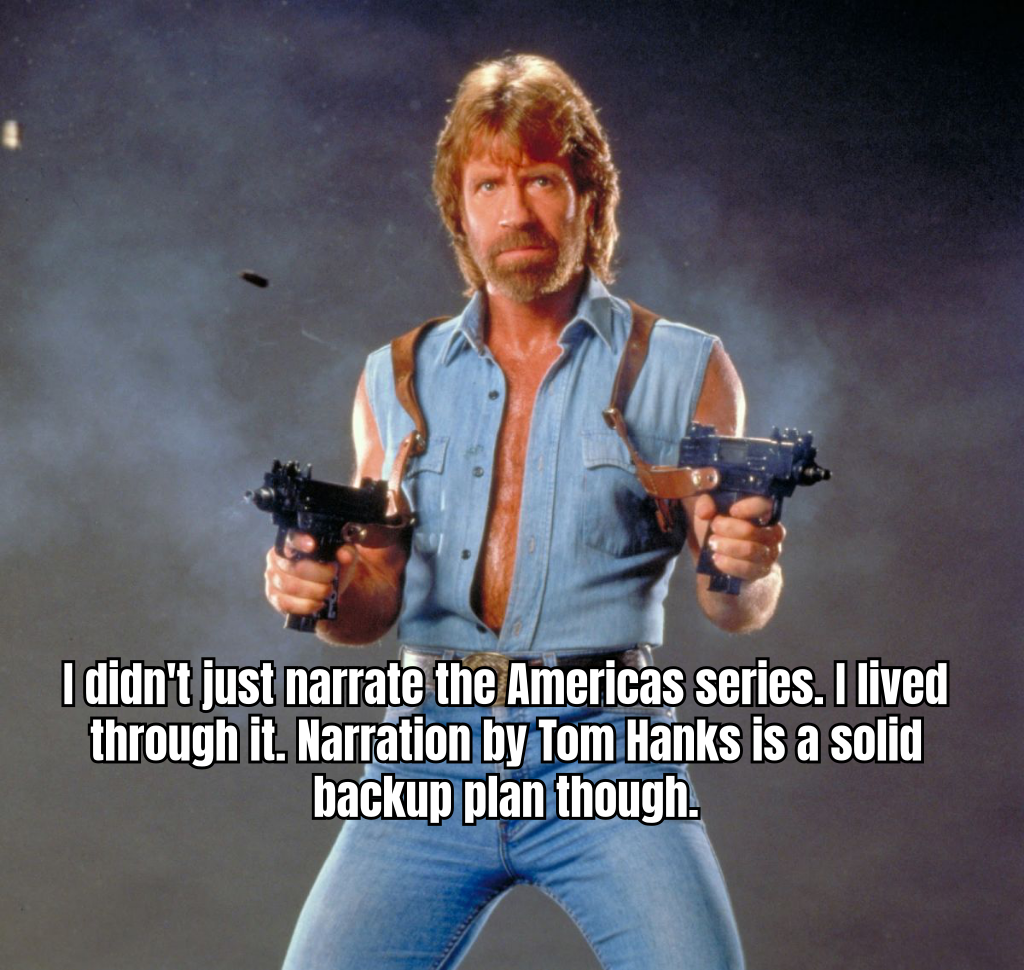 I didn't just narrate the Americas series. I lived
through it. Narration by Tom Hanks is a solid
backup plan though.